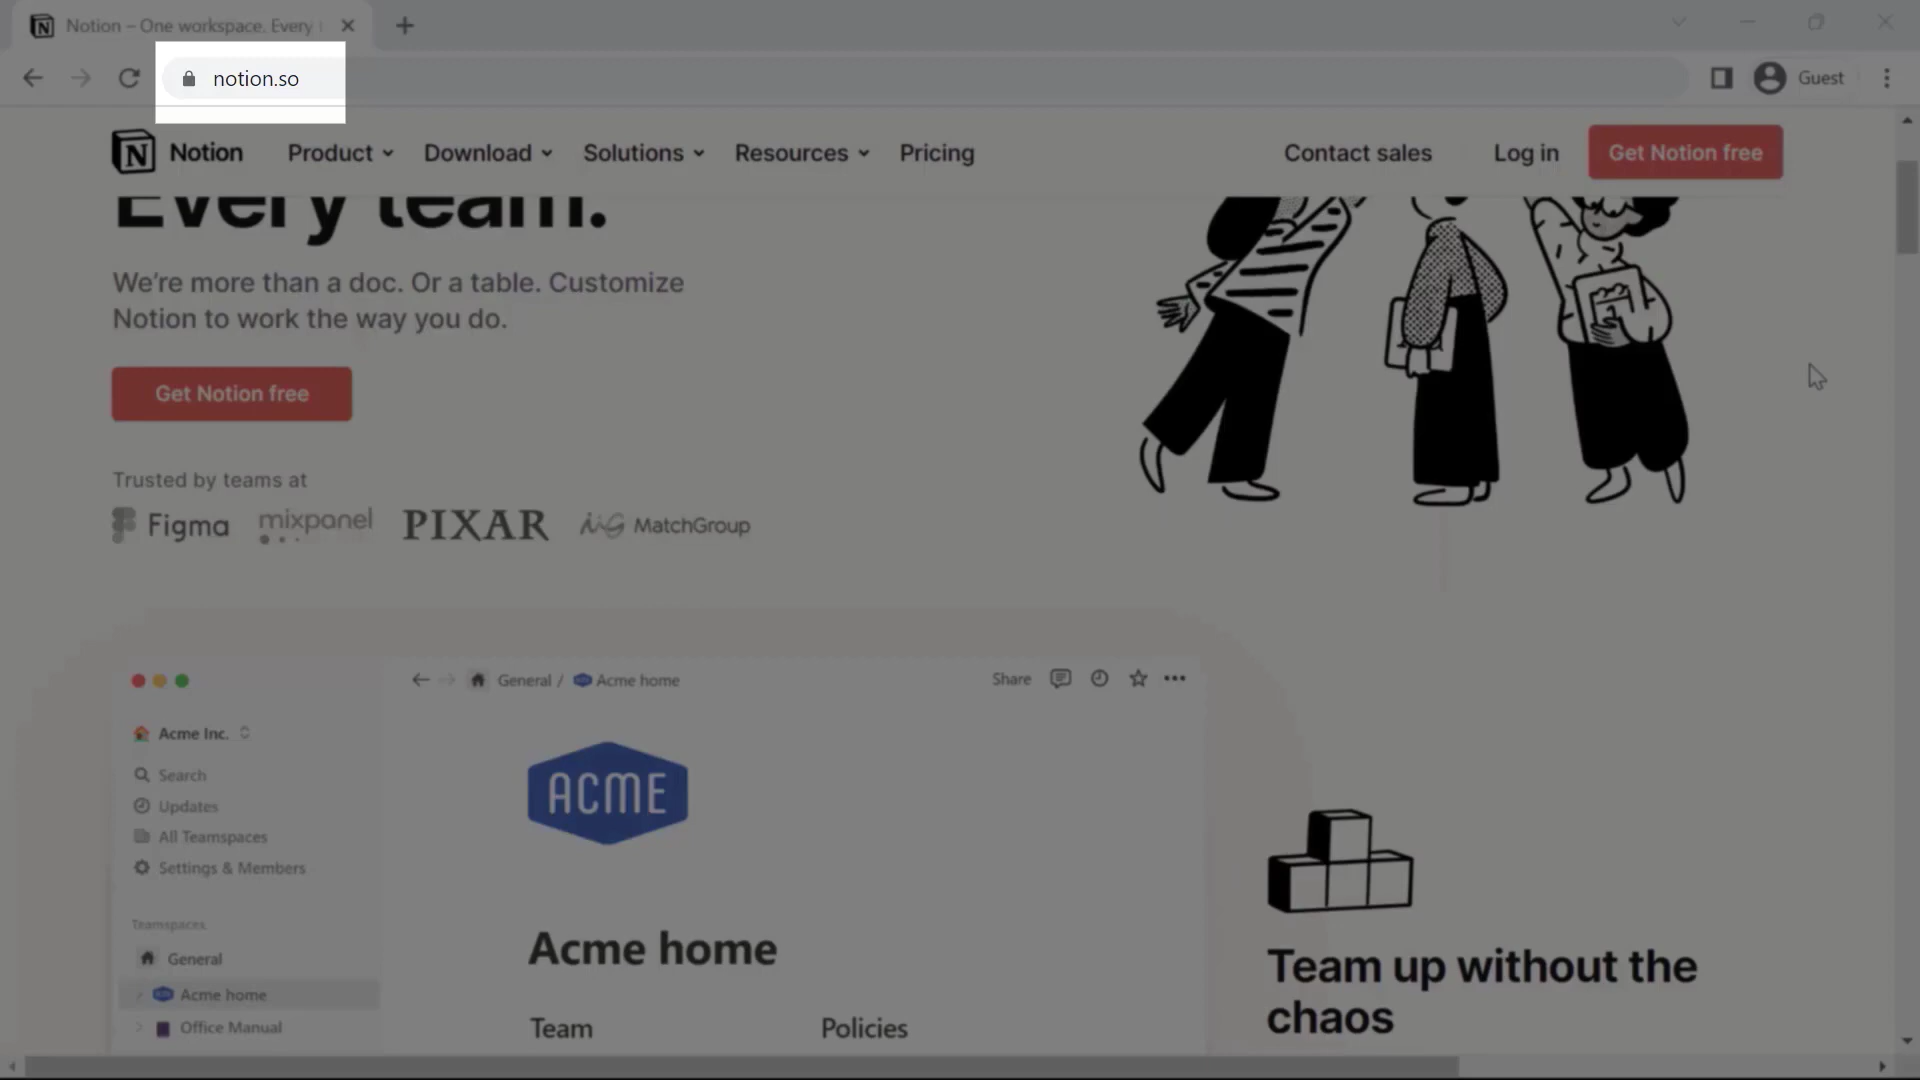 Notion – One workspace. Every
notion.so
Guest
Notion
Product
Download
Solutions
Resources
Pricing
Contact sales
Log in
Get Notion free
Every team.
We're more than a doc. Or a table. Customize
Notion to work the way you do.
Get Notion free
Trusted by teams at
Figma
mixpanel
PIXAR
MatchGroup
General / Acme home
Share
Acme Inc.
Search
Updates
All Teamspaces
Settings & Members
Teamspaces
General
Acme home
Office Manual
ACME
Acme home
Team
Policies
Team up without the
chaos